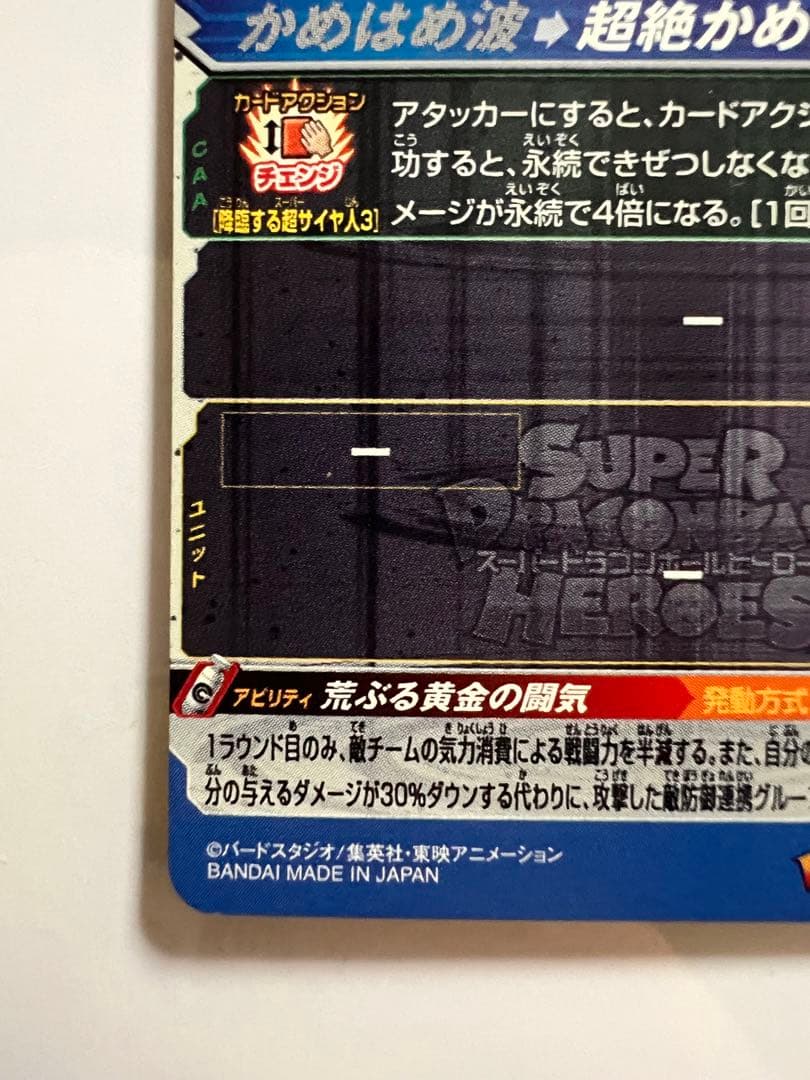 かめはめ波➡超絶かめ
CAA
カードアクション
チェンジ
[降臨する超サイヤ人3]
アタッカーにすると、カードアクシ
功すると、永続できぜつしなくな
メージが永続で4倍になる。[1回
ー
ー
ユニット
SUPER
DRAGON BA
スーパードラゴンボールヒーロー
HEROES
ー
アビリティ 荒ぶる黄金の闘気 発動方式
1ラウンド目のみ、敵チームの気力消費による戦闘力を半減する。また、自分の
分の与えるダメージが30%ダウンする代わりに、攻撃した敵防御連携グルー
©バードスタジオ/集英社・東映アニメーション
BANDAI MADE IN JAPAN